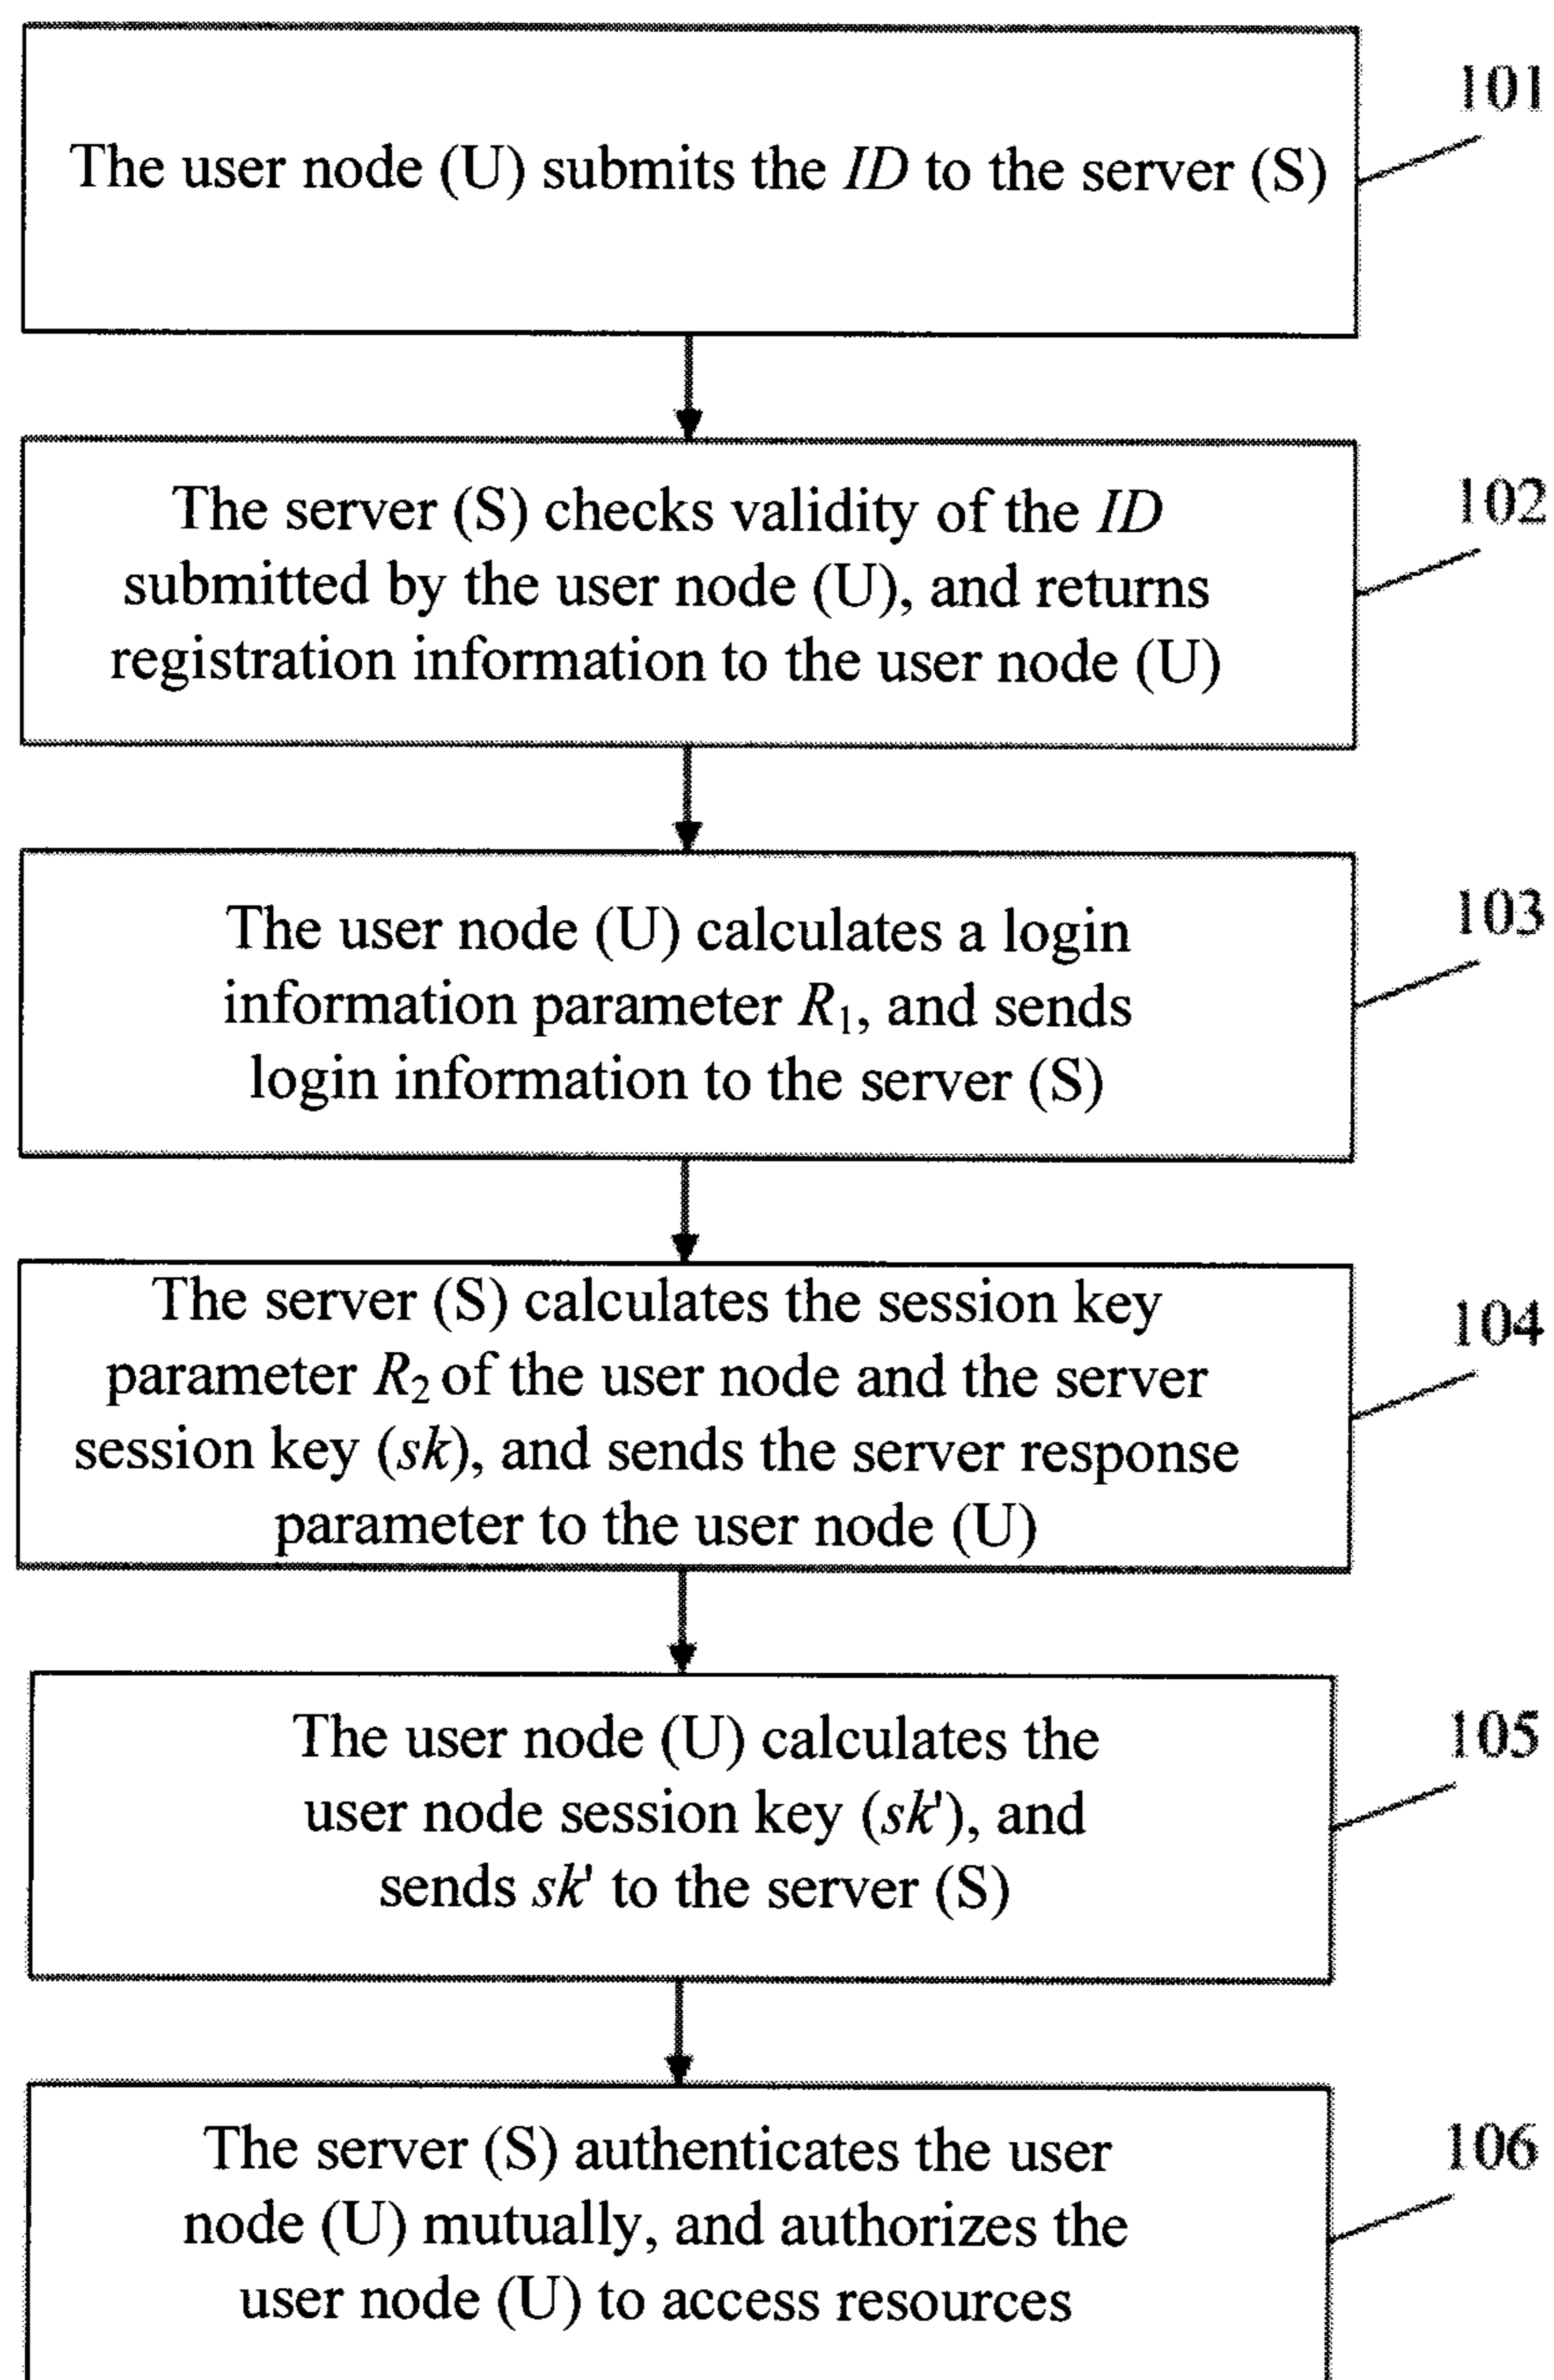 101
The user node (U) submits the ID to the server (S)
102
The server (S) checks validity of the ID
submitted by the user node (U), and returns
registration information to the user node (U)
103
The user node (U) calculates a login
information parameter R₁, and sends
login information to the server (S)
104
The server (S) calculates the session key
parameter R₂ of the user node and the server
session key (sk), and sends the server response
parameter to the user node (U)
105
The user node (U) calculates the
user node session key (sk'), and
sends sk' to the server (S)
106
The server (S) authenticates the user
node (U) mutually, and authorizes the
user node (U) to access resources